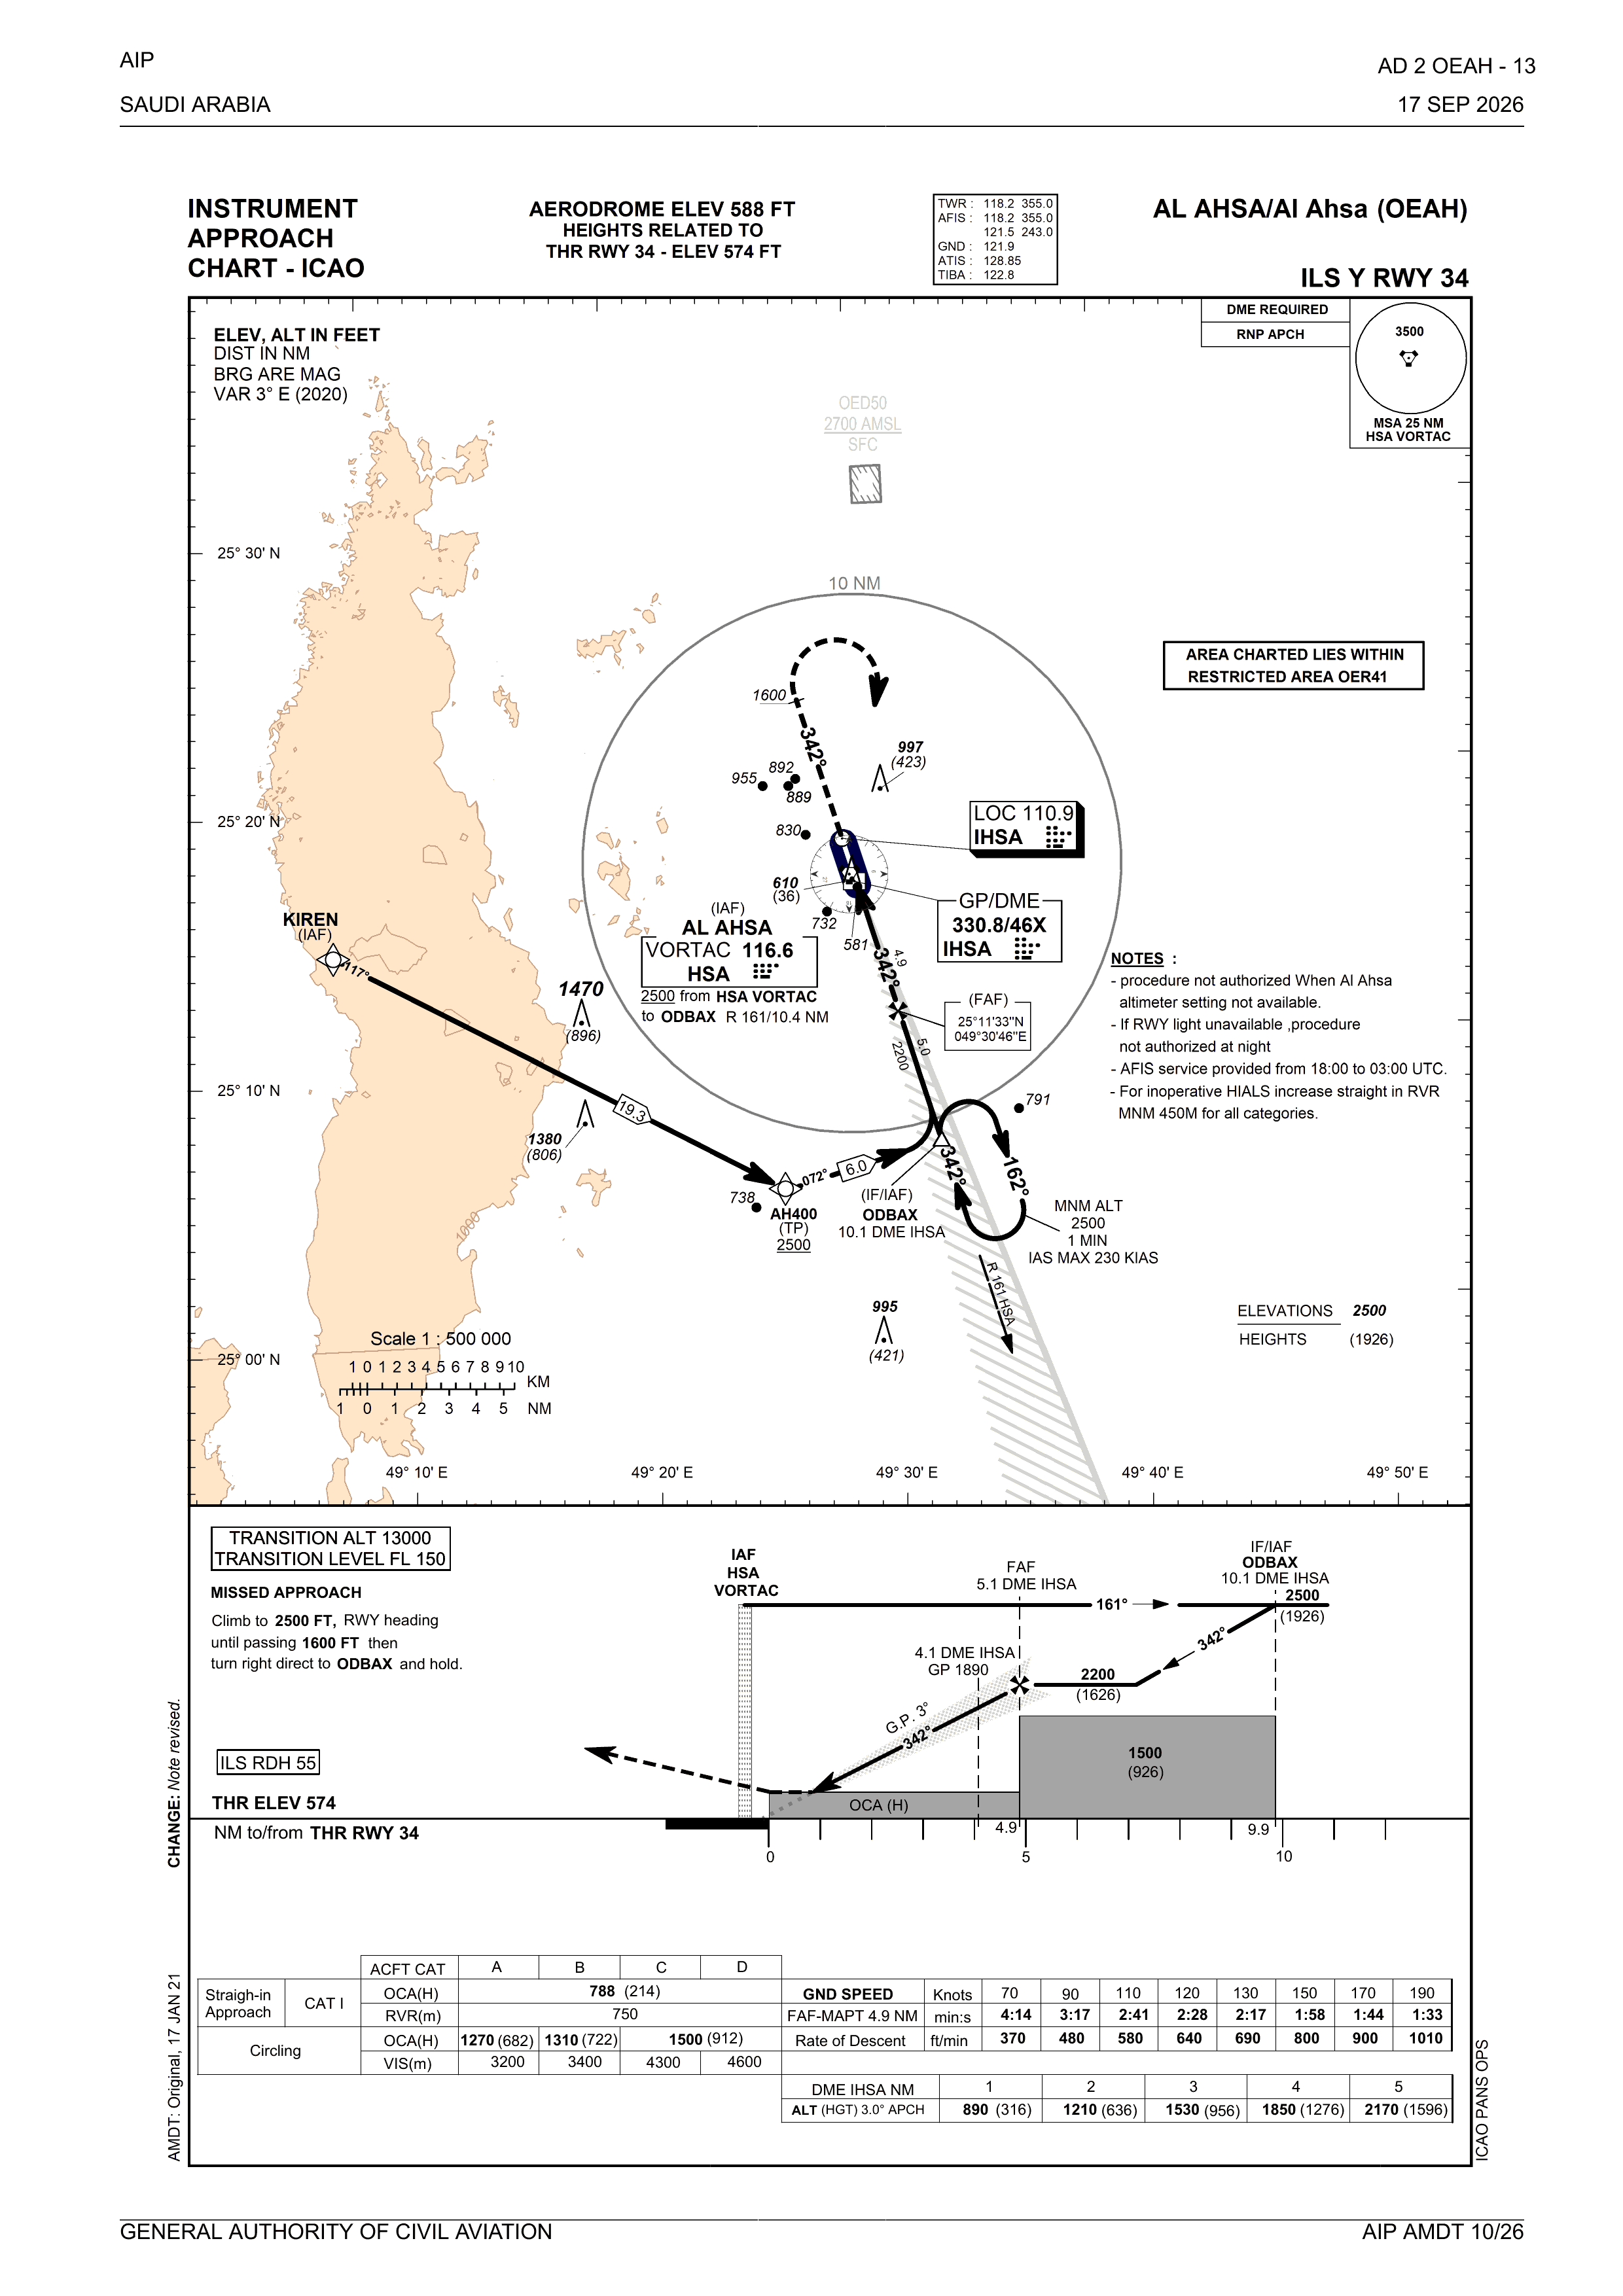 AIP
AD 2 OEAH - 13
SAUDI ARABIA
17 SEP 2026
INSTRUMENT
APPROACH
CHART - ICAO
AERODROME ELEV 588 FT
HEIGHTS RELATED TO
THR RWY 34 - ELEV 574 FT
TWR : 118.2 355.0
AFIS : 118.2 355.0
121.5 243.0
GND : 121.9
ATIS : 128.85
TIBA : 122.8
AL AHSA/Al Ahsa (OEAH)
ILS Y RWY 34
ELEV, ALT IN FEET
DIST IN NM
BRG ARE MAG
VAR 3° E (2020)
DME REQUIRED
RNP APCH
3500
MSA 25 NM
HSA VORTAC
OED50
2700 AMSL
SFC
25° 30' N
10 NM
AREA CHARTED LIES WITHIN
RESTRICTED AREA OER41
1600
342°
997
(423)
955
892
889
830
25° 20' N
LOC 110.9
IHSA
610
(36)
732
581
GP/DME
330.8/46X
IHSA
(IAF)
AL AHSA
VORTAC 116.6
HSA
2500 from HSA VORTAC
to ODBAX R 161/10.4 NM
KIREN
(IAF)
117°
4.9
342°
1470
(896)
(FAF)
25°11'33"N
049°30'46"E
5.0
2200
NOTES :
- procedure not authorized When Al Ahsa
altimeter setting not available.
- If RWY light unavailable ,procedure
not authorized at night
- AFIS service provided from 18:00 to 03:00 UTC.
- For inoperative HIALS increase straight in RVR
MNM 450M for all categories.
25° 10' N
19.3
1380
(806)
791
738
AH400
(TP)
2500
072°
6.0
(IF/IAF)
ODBAX
10.1 DME IHSA
342°
162°
MNM ALT
2500
1 MIN
IAS MAX 230 KIAS
R 161 HSA
1000
995
(421)
ELEVATIONS 2500
HEIGHTS (1926)
Scale 1 : 500 000
25° 00' N
1 0 1 2 3 4 5 6 7 8 9 10
KM
1 0 1 2 3 4 5 NM
49° 10' E
49° 20' E
49° 30' E
49° 40' E
49° 50' E
TRANSITION ALT 13000
TRANSITION LEVEL FL 150
MISSED APPROACH
Climb to 2500 FT, RWY heading
until passing 1600 FT then
turn right direct to ODBAX and hold.
IAF
HSA
VORTAC
FAF
5.1 DME IHSA
IF/IAF
ODBAX
10.1 DME IHSA
2500
(1926)
161°
342°
4.1 DME IHSA
GP 1890
2200
(1626)
G.P. 3°
342°
1500
(926)
OCA (H)
ILS RDH 55
THR ELEV 574
NM to/from THR RWY 34
4.9
9.9
0
5
10
CHANGE: Note revised.
AMDT: Original, 17 JAN 21
ICAO PANS OPS
ACFT CAT A B C D
Straigh-in
Approach
CAT I
OCA(H) 788 (214)
RVR(m) 750
Circling
OCA(H) 1270 (682) 1310 (722) 1500 (912)
VIS(m) 3200 3400 4300 4600
GND SPEED Knots 70 90 110 120 130 150 170 190
FAF-MAPT 4.9 NM min:s 4:14 3:17 2:41 2:28 2:17 1:58 1:44 1:33
Rate of Descent ft/min 370 480 580 640 690 800 900 1010
DME IHSA NM 1 2 3 4 5
ALT (HGT) 3.0° APCH 890 (316) 1210 (636) 1530 (956) 1850 (1276) 2170 (1596)
GENERAL AUTHORITY OF CIVIL AVIATION
AIP AMDT 10/26